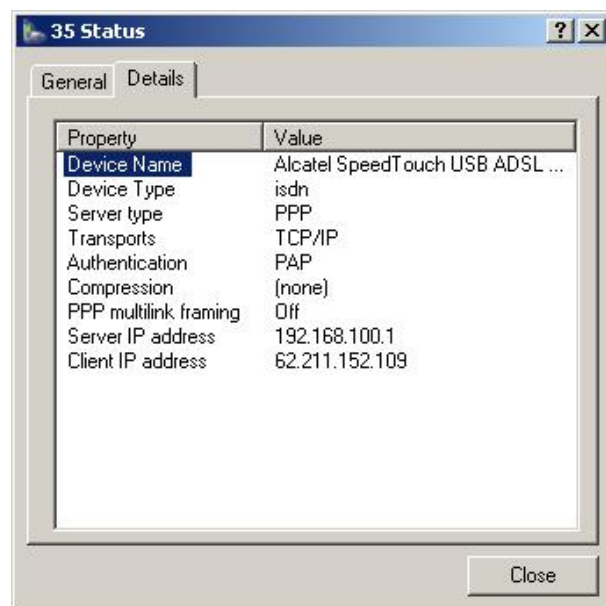 35 Status
General Details
Property Value
Device Name Alcatel SpeedTouch USB ADSL ...
Device Type isdn
Server type PPP
Transports TCP/IP
Authentication PAP
Compression (none)
PPP multilink framing Off
Server IP address 192.168.100.1
Client IP address 62.211.152.109
Close